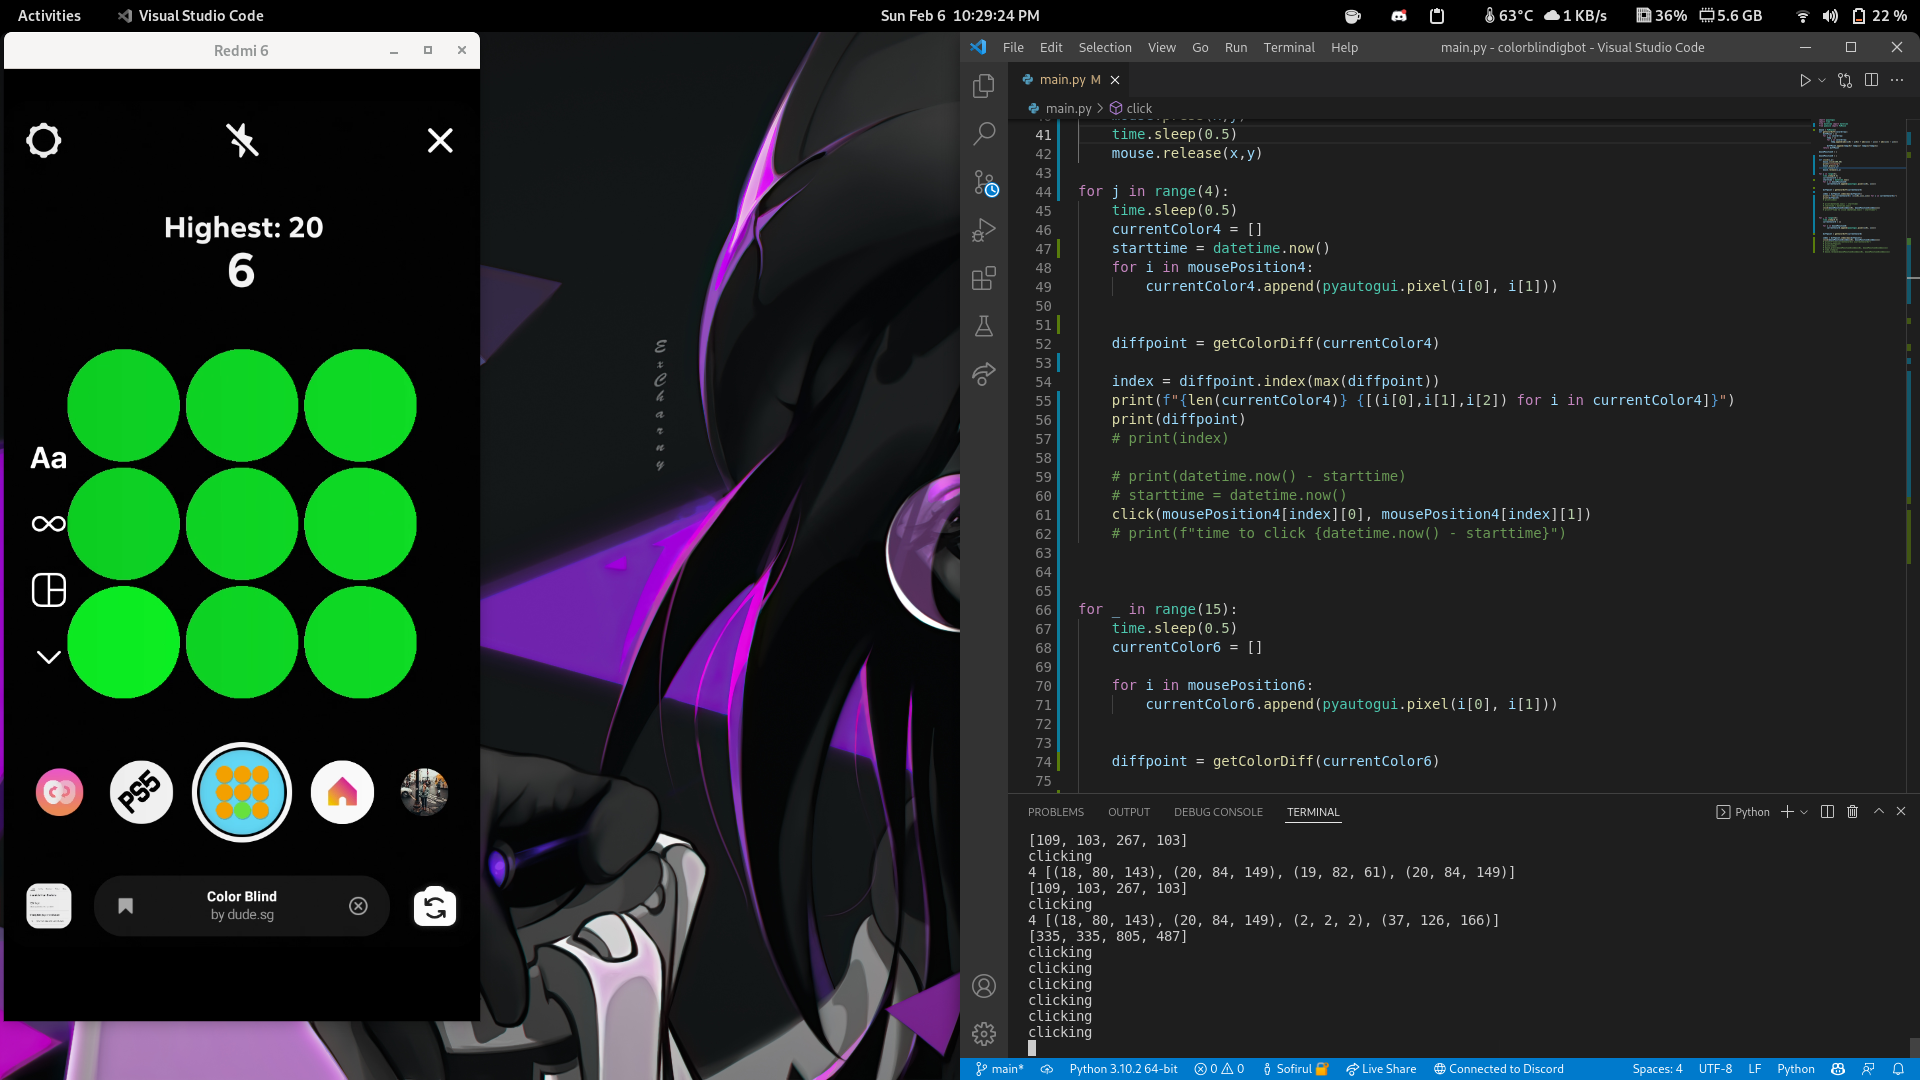 Activities
Visual Studio Code
Sun Feb 6 10:29:24 PM
63°C
1 KB/s
36%
5.6 GB
22 %
Redmi 6
Highest: 20
6
Aa
PS5
Color Blind
by dude.sg
ExCharny
File Edit Selection View Go Run Terminal Help
main.py - colorblindigbot - Visual Studio Code
main.py M
main.py > click
41 time.sleep(0.5)
42 mouse.release(x,y)
43
44 for j in range(4):
45 time.sleep(0.5)
46 currentColor4 = []
47 starttime = datetime.now()
48 for i in mousePosition4:
49 currentColor4.append(pyautogui.pixel(i[0], i[1]))
50
51
52 diffpoint = getColorDiff(currentColor4)
53
54 index = diffpoint.index(max(diffpoint))
55 print(f"{len(currentColor4)} {[(i[0],i[1],i[2]) for i in currentColor4]}")
56 print(diffpoint)
57 # print(index)
58
59 # print(datetime.now() - starttime)
60 # starttime = datetime.now()
61 click(mousePosition4[index][0], mousePosition4[index][1])
62 # print(f"time to click {datetime.now() - starttime}")
63
64
65
66 for _ in range(15):
67 time.sleep(0.5)
68 currentColor6 = []
69
70 for i in mousePosition6:
71 currentColor6.append(pyautogui.pixel(i[0], i[1]))
72
73
74 diffpoint = getColorDiff(currentColor6)
75
PROBLEMS OUTPUT DEBUG CONSOLE TERMINAL
Python
[109, 103, 267, 103]
clicking
4 [(18, 80, 143), (20, 84, 149), (19, 82, 61), (20, 84, 149)]
[109, 103, 267, 103]
clicking
4 [(18, 80, 143), (20, 84, 149), (2, 2, 2), (37, 126, 166)]
[335, 335, 805, 487]
clicking
clicking
clicking
clicking
clicking
clicking
main* Python 3.10.2 64-bit 0 0 Sofirul Live Share Connected to Discord Spaces: 4 UTF-8 LF Python